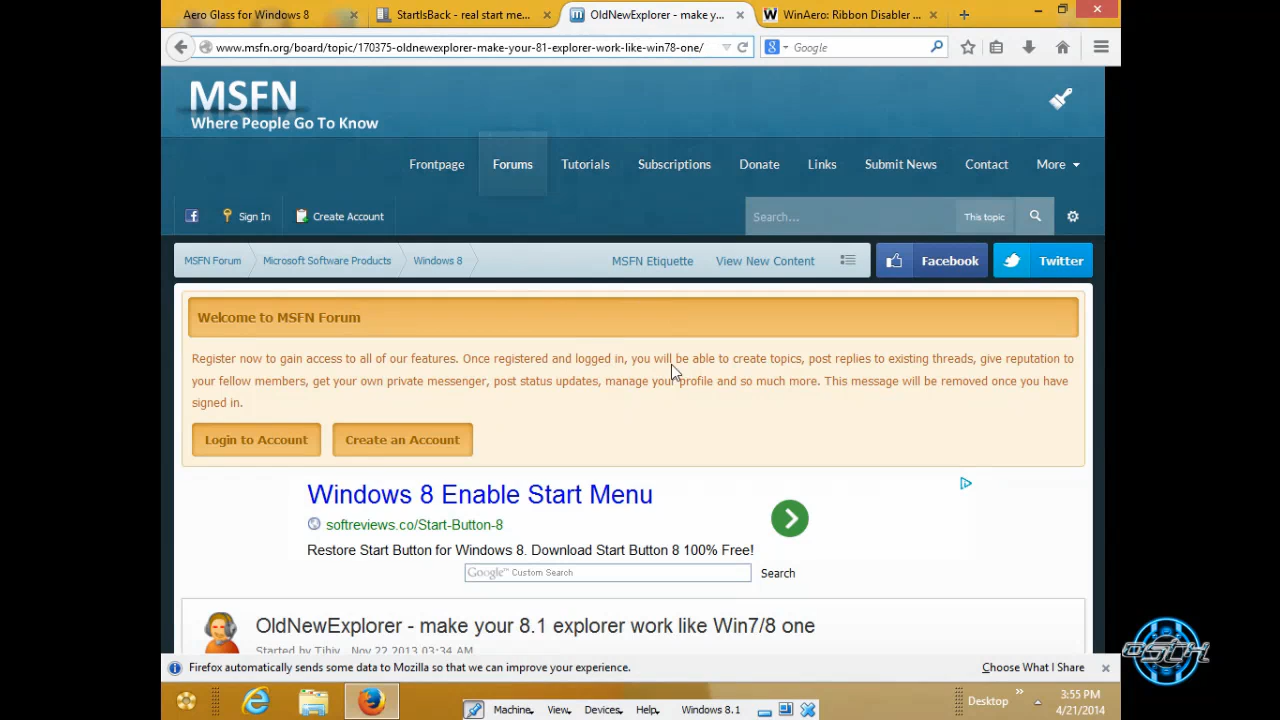 Aero Glass for Windows 8
StartIsBack - real start me...
OldNewExplorer - make y...
W WinAero: Ribbon Disabler ...
www.msfn.org/board/topic/170375-oldnewexplorer-make-your-81-explorer-work-like-win78-one/
Google
MSFN
Where People Go To Know
Frontpage Forums Tutorials Subscriptions Donate Links Submit News Contact More
Sign In Create Account
Search... This topic
MSFN Forum Microsoft Software Products Windows 8 MSFN Etiquette View New Content Facebook Twitter
Welcome to MSFN Forum
Register now to gain access to all of our features. Once registered and logged in, you will be able to create topics, post replies to existing threads, give reputation to
your fellow members, get your own private messenger, post status updates, manage your profile and so much more. This message will be removed once you have
signed in.
Login to Account Create an Account
Windows 8 Enable Start Menu
softreviews.co/Start-Button-8
Restore Start Button for Windows 8. Download Start Button 8 100% Free!
Google™ Custom Search Search
OldNewExplorer - make your 8.1 explorer work like Win7/8 one
Started by Tihiy, Nov 22 2013 03:34 AM
Firefox automatically sends some data to Mozilla so that we can improve your experience. Choose What I Share
Machine View Devices Help Windows 8.1
Desktop
3:55 PM
4/21/2014